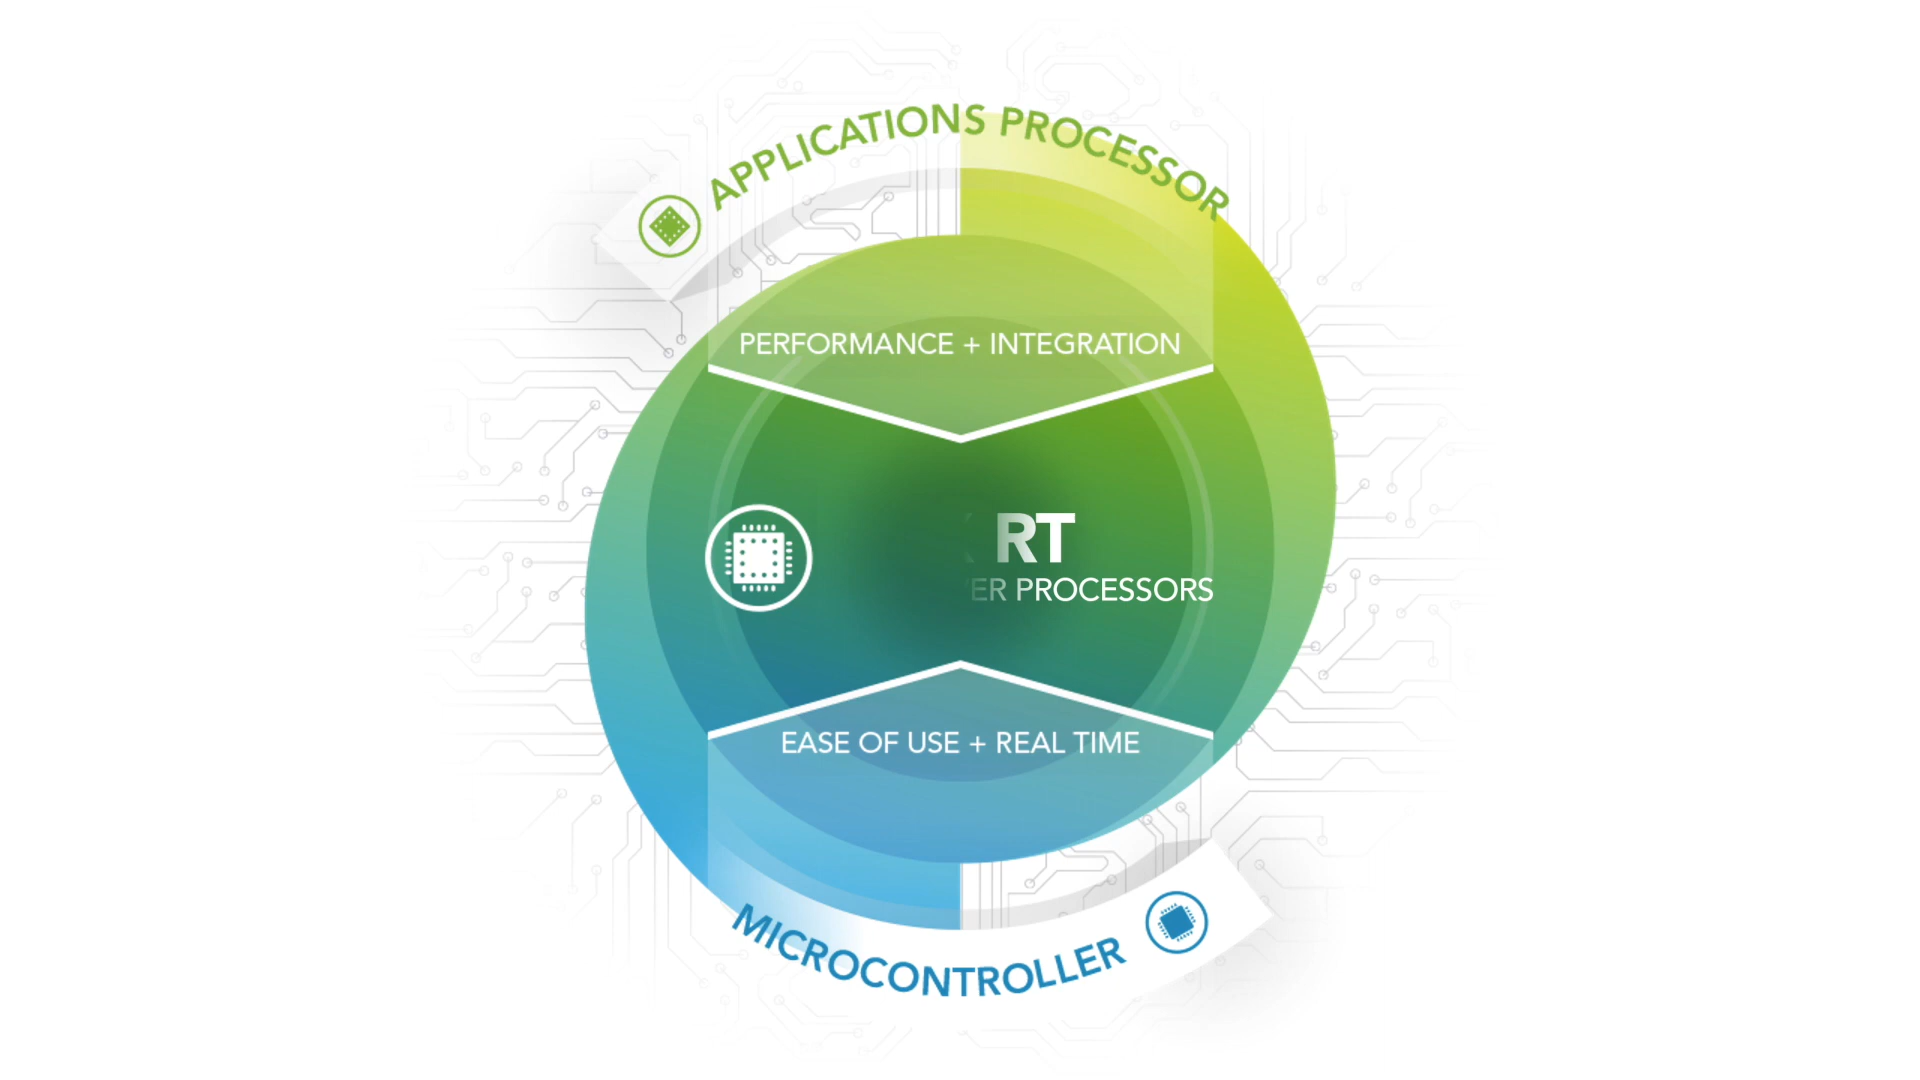 APPLICATIONS PROCESSOR
PERFORMANCE + INTEGRATION
RT
PROCESSORS
EASE OF USE + REAL TIME
MICROCONTROLLER